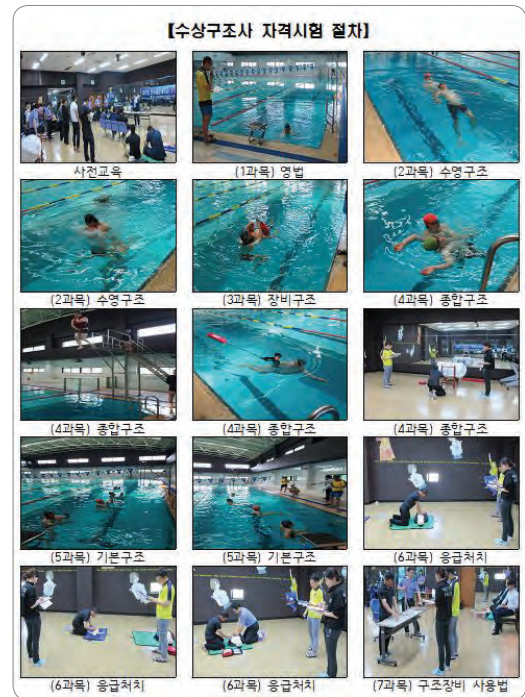 【수상구조사 자격시험 절차】
사전교육 (1과목) 영법 (2과목) 수영구조
(2과목) 수영구조 (3과목) 장비구조 (4과목) 종합구조
(4과목) 종합구조 (4과목) 종합구조 (4과목) 종합구조
(5과목) 기본구조 (5과목) 기본구조 (6과목) 응급처치
(6과목) 응급처치 (6과목) 응급처치 (7과목) 구조장비 사용법